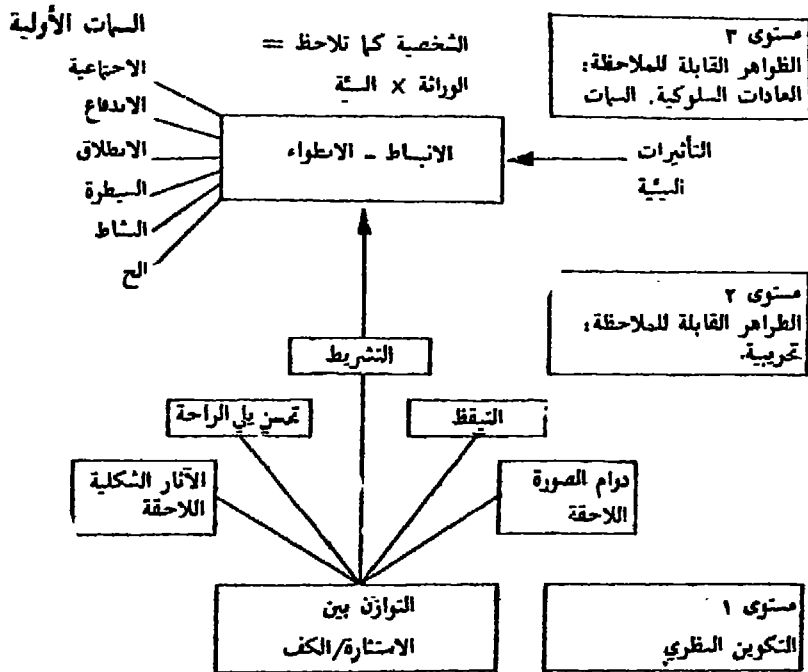 السمات الأولية
الاجتماعية
الاندفاع
الانطلاق
السيطرة
النشاط
الخ
الشخصية كما تلاحظ =
الوراثة × البيئة
الانبساط - الانطواء
التأثيرات
البيئية
مستوى ٣
الظواهر القابلة للملاحظة:
العادات السلوكية. السمات
مستوى ٢
الظواهر القابلة للملاحظة:
تجريبية.
التشريط
تحسن يلي الراحة
التيقظ
الآثار الشكلية
اللاحقة
دوام الصورة
اللاحقة
التوازن بين
الاستثارة/الكف
مستوى ١
التكوين النظري